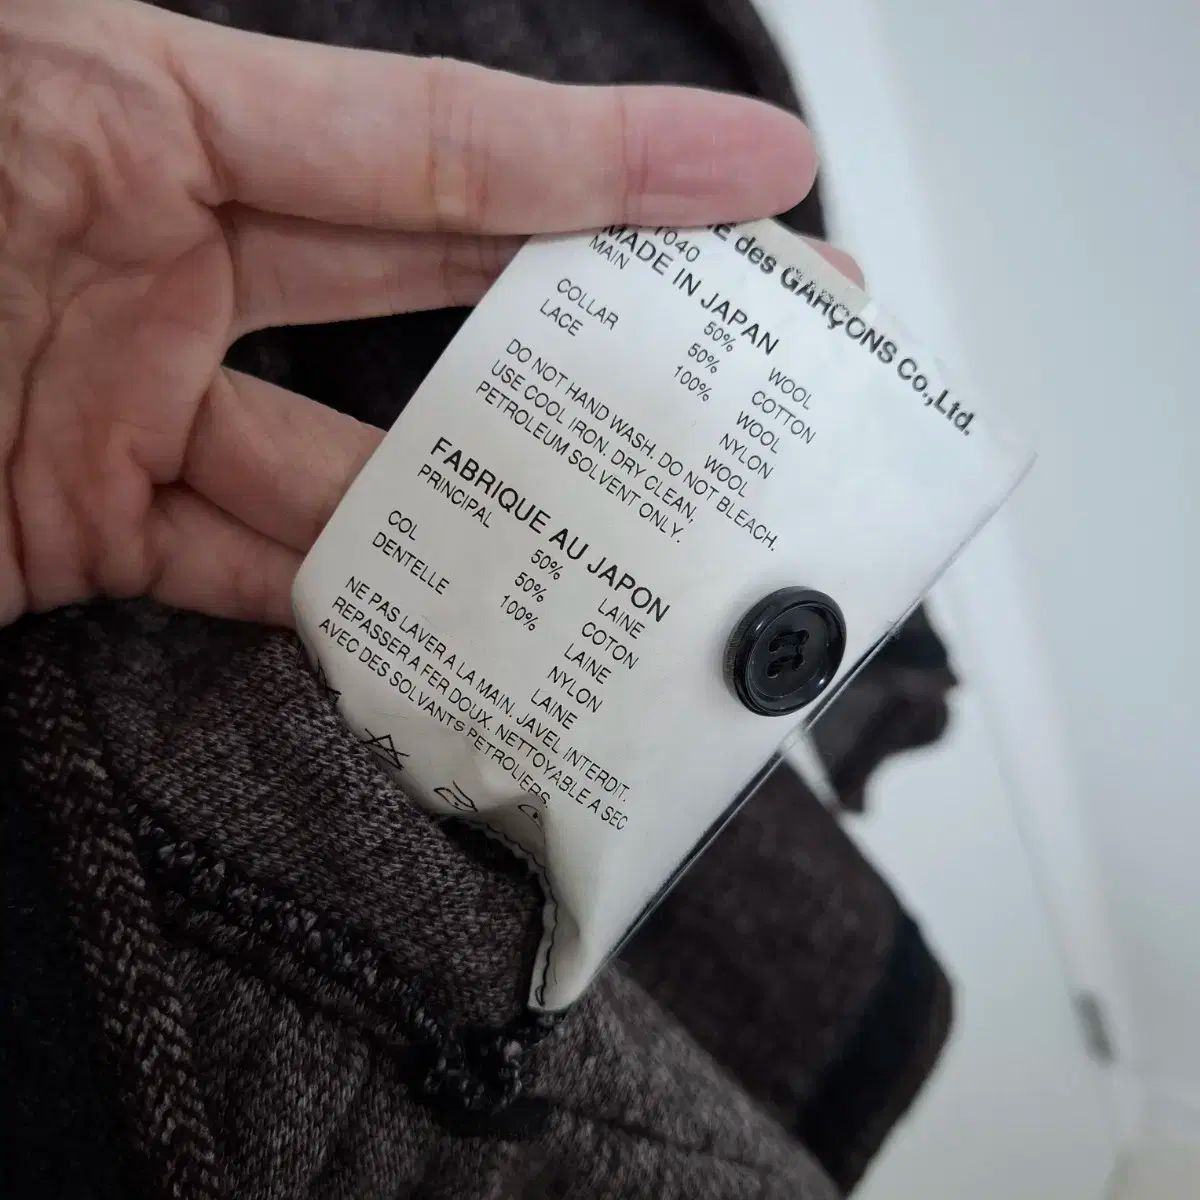 E des GARÇONS Co.,Ltd.
040
MADE IN JAPAN
MAIN 50% WOOL
50% COTTON
COLLAR 100% WOOL
LACE NYLON
WOOL
DO NOT HAND WASH. DO NOT BLEACH.
USE COOL IRON. DRY CLEAN,
PETROLEUM SOLVENT ONLY.
FABRIQUE AU JAPON
PRINCIPAL 50% LAINE
50% COTON
COL 100% LAINE
DENTELLE NYLON
LAINE
NE PAS LAVER A LA MAIN. JAVEL INTERDIT.
REPASSER A FER DOUX. NETTOYABLE A SEC
AVEC DES SOLVANTS PETROLIERS